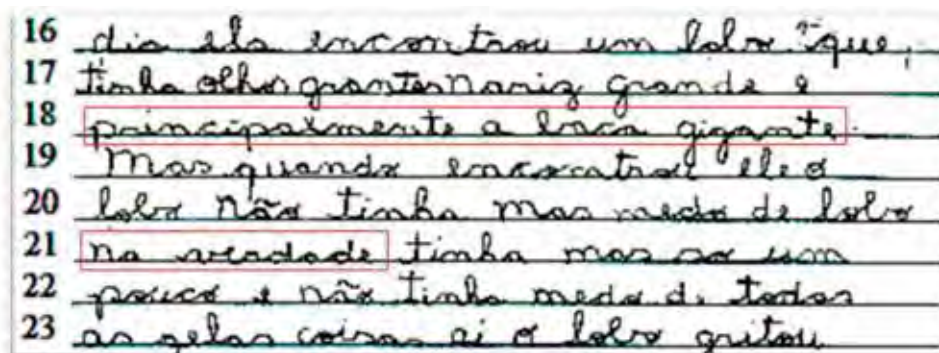 16 dia ela encontrou um lobo que,
17 tinha olhos grantes nariz grande e
18 principalmente a boca gigante.
19 Mas quando encontrou ele o
20 lobo não tinha mas medo de lobo
21 na verdade tinha mas so um
22 pouco e não tinha medo de todas
23 as qelas coisas ai o lobo gritou